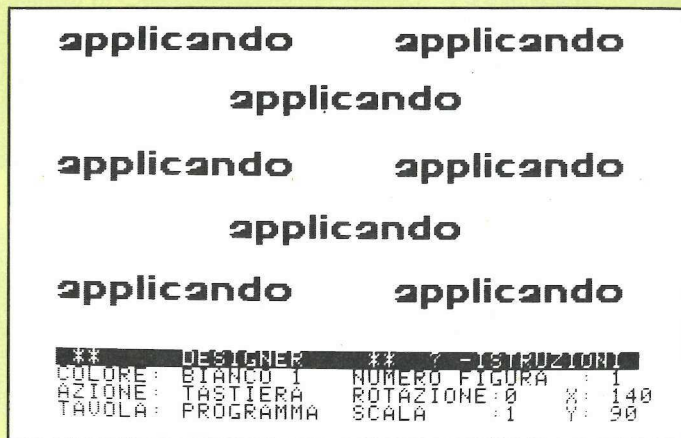 applicando applicando
applicando
applicando applicando
applicando
applicando applicando
** DESIGNER ** ? -ISTRUZIONI
COLORE: BIANCO 1 NUMERO FIGURA : 1
AZIONE: TASTIERA ROTAZIONE:0 X: 140
TAVOLA: PROGRAMMA SCALA :1 Y: 90